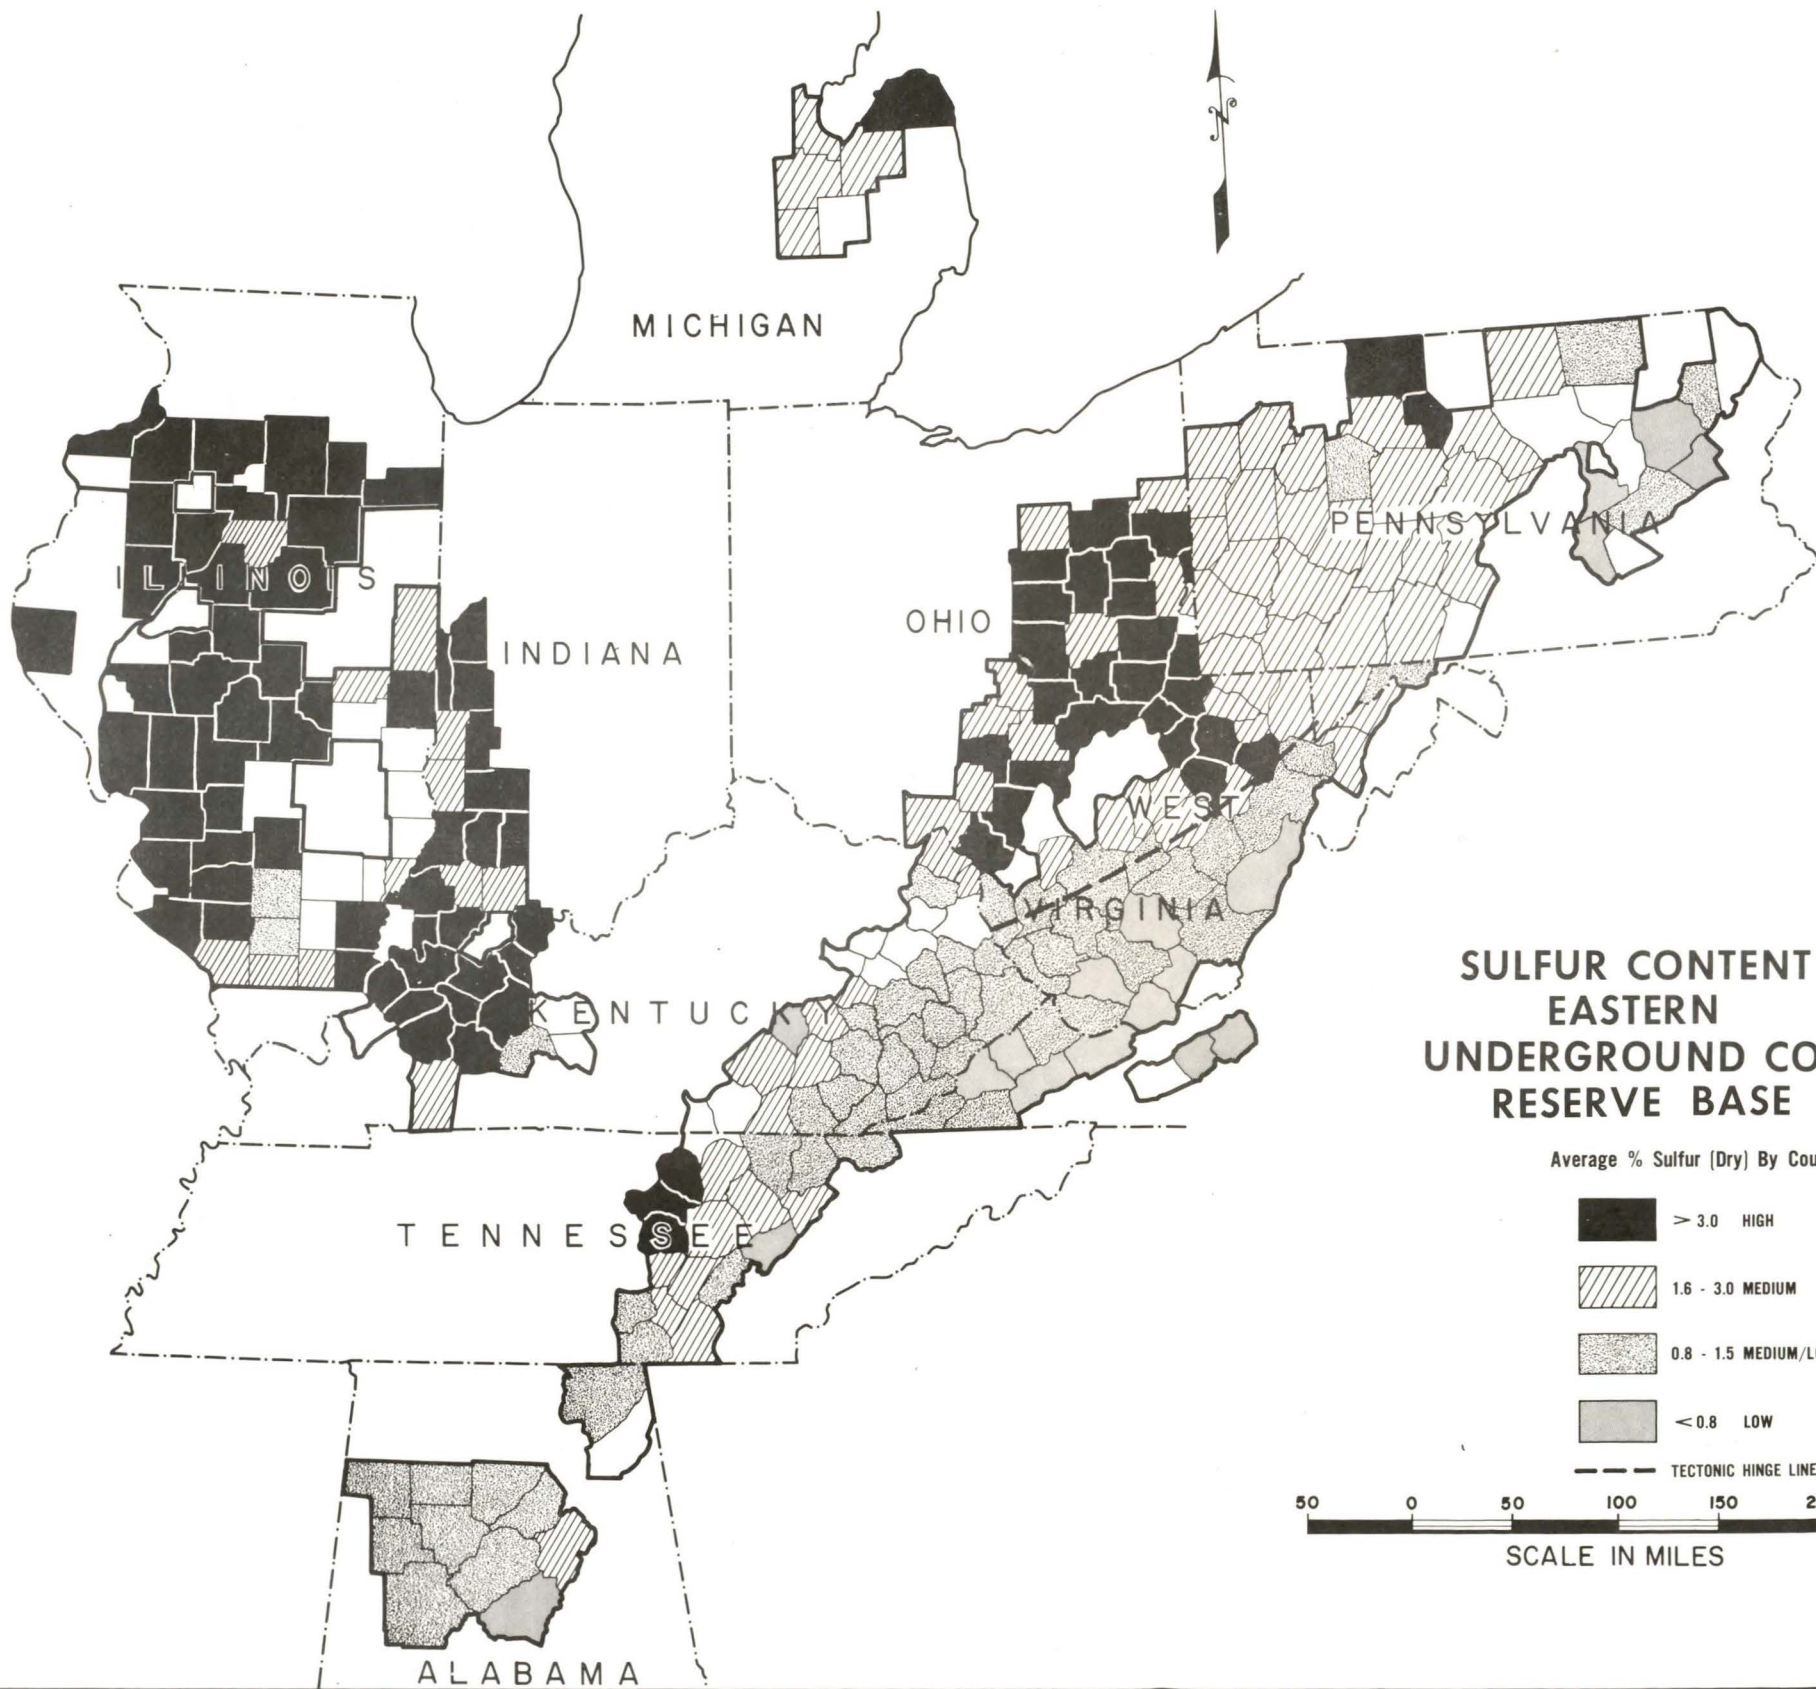 N
MICHIGAN
PENNSYLVANIA
ILLINOIS
OHIO
INDIANA
WEST
VIRGINIA
KENTUCKY
TENNESSEE
ALABAMA
SULFUR CONTENT
EASTERN
UNDERGROUND CO
RESERVE BASE
Average % Sulfur (Dry) By Cou
> 3.0 HIGH
1.6 - 3.0 MEDIUM
0.8 - 1.5 MEDIUM/L
< 0.8 LOW
TECTONIC HINGE LINE
50 0 50 100 150 2
SCALE IN MILES